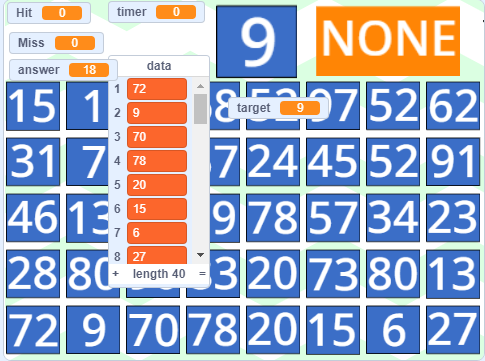 Hit 0
timer 0
Miss 0
answer 18
9
NONE
data
1 72
2 9
3 70
4 78
5 20
6 15
7 6
8 27
+ length 40 =
target 9
15 52 62
31 24 45 52 91
46 13 78 57 34 23
28 80 20 73 80 13
72 9 70 78 20 15 6 27